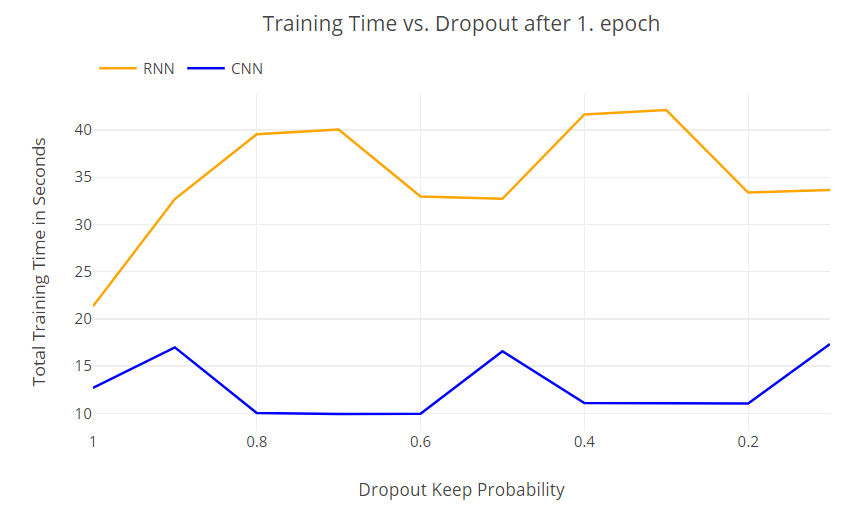 Training Time vs. Dropout after 1. epoch
RNN CNN
Total Training Time in Seconds
40
35
30
25
20
15
10
1 0.8 0.6 0.4 0.2
Dropout Keep Probability